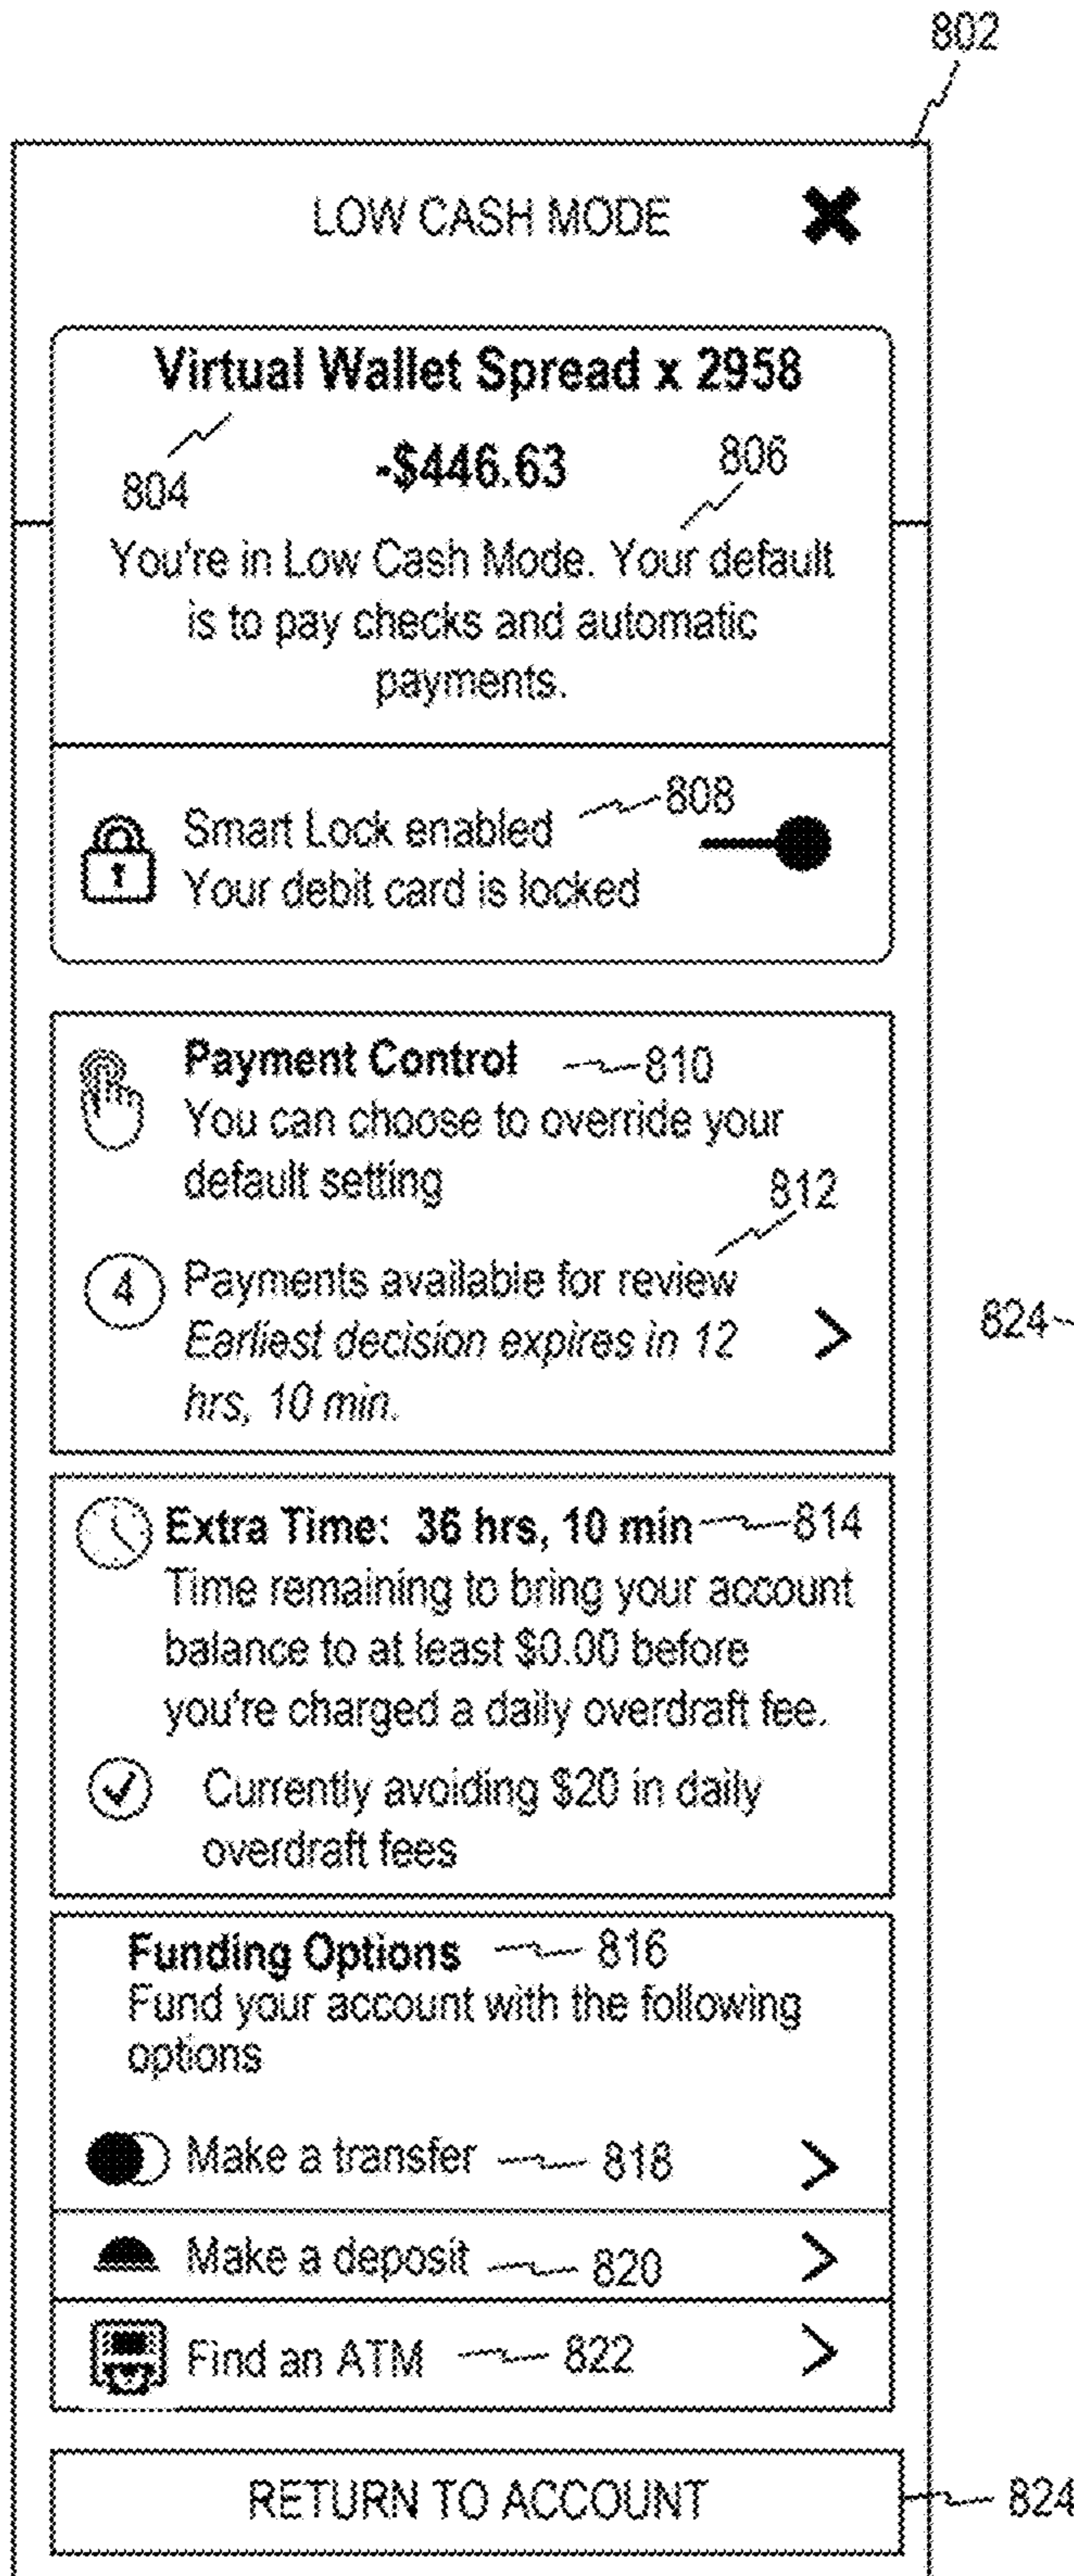 802
LOW CASH MODE
Virtual Wallet Spread x 2958
804
-$446.63
806
You're in Low Cash Mode. Your default
is to pay checks and automatic
payments.
Smart Lock enabled
808
Your debit card is locked
Payment Control
810
You can choose to override your
default setting
812
4
Payments available for review
Earliest decision expires in 12
hrs, 10 min.
824
Extra Time: 36 hrs, 10 min
814
Time remaining to bring your account
balance to at least $0.00 before
you're charged a daily overdraft fee.
Currently avoiding $20 in daily
overdraft fees
Funding Options
816
Fund your account with the following
options
Make a transfer
818
Make a deposit
820
Find an ATM
822
RETURN TO ACCOUNT
824